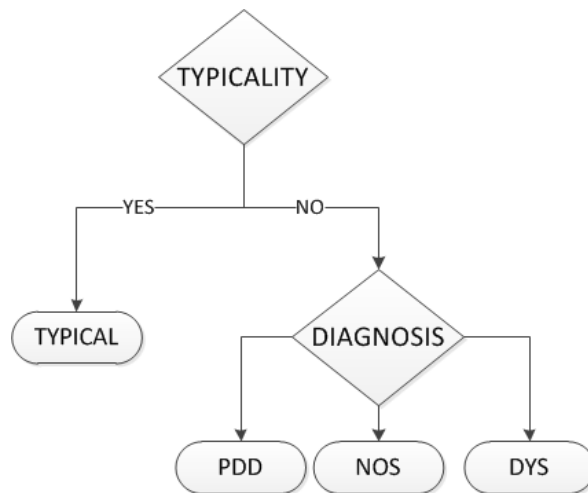 TYPICALITY
YES NO
TYPICAL
DIAGNOSIS
PDD NOS DYS